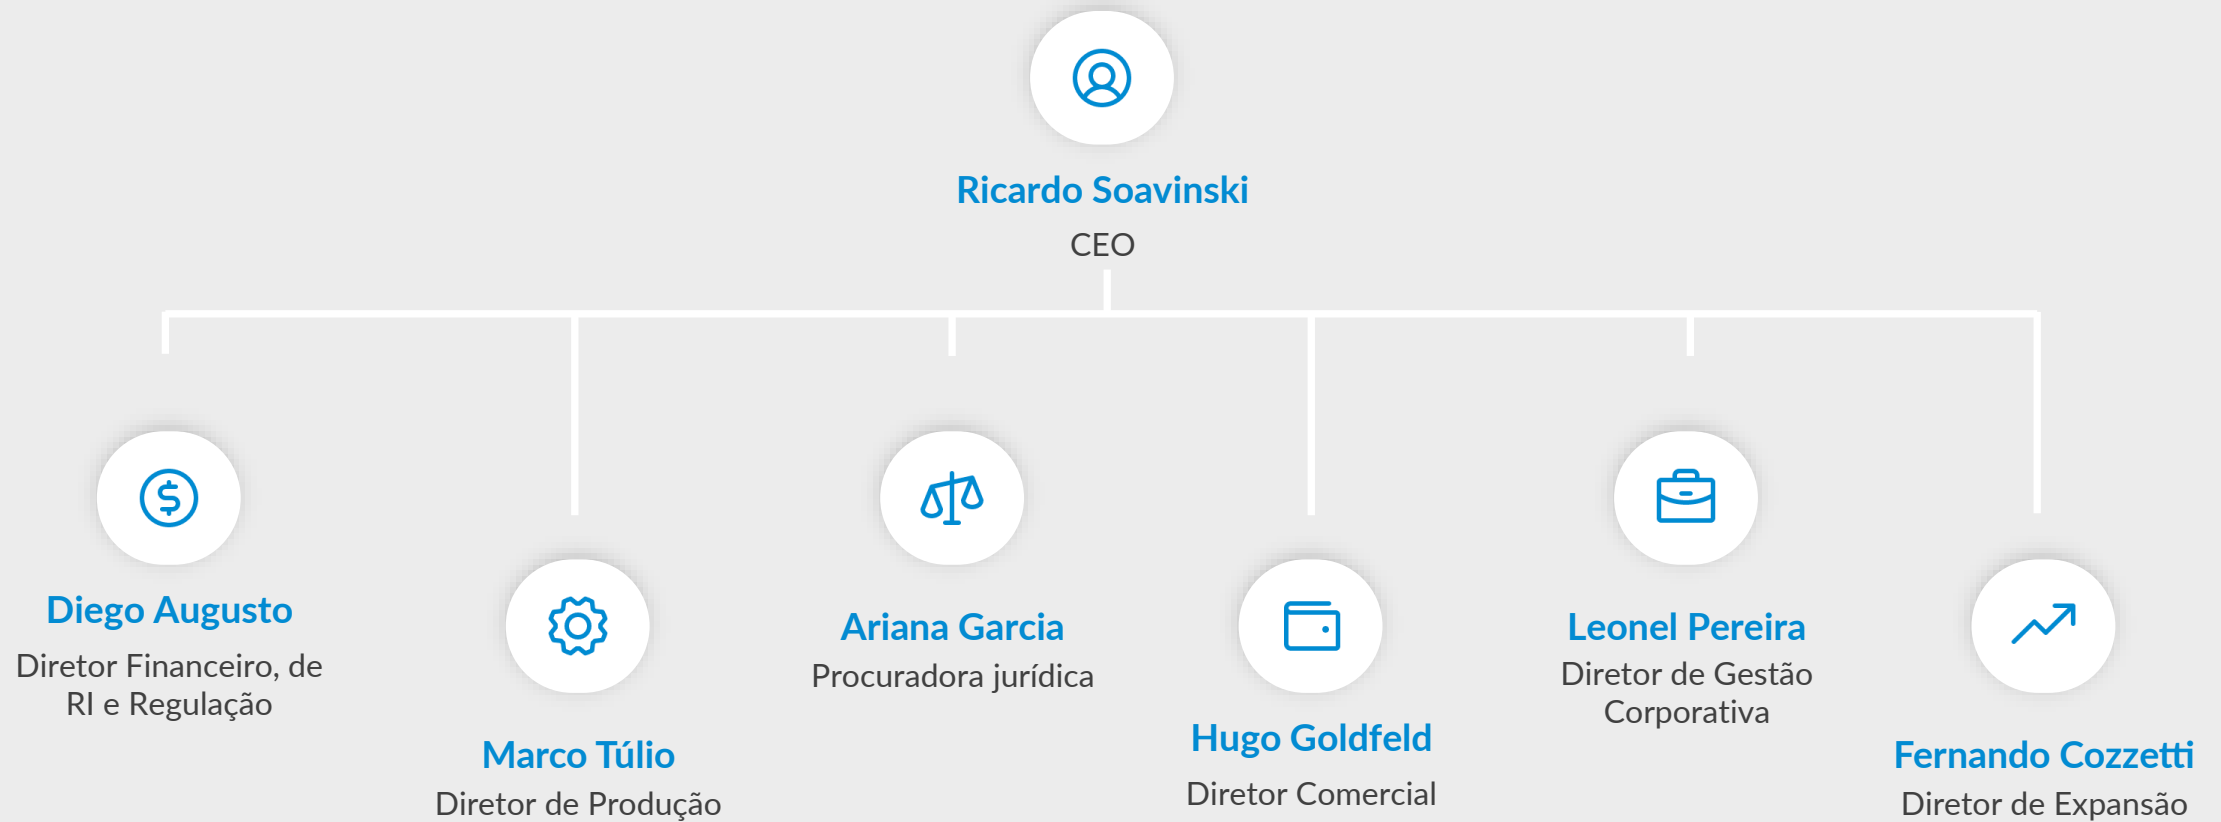 Ricardo Soavinski
CEO
Diego Augusto
Diretor Financeiro, de
RI e Regulação
Marco Túlio
Diretor de Produção
Ariana Garcia
Procuradora jurídica
Hugo Goldfeld
Diretor Comercial
Leonel Pereira
Diretor de Gestão
Corporativa
Fernando Cozzetti
Diretor de Expansão